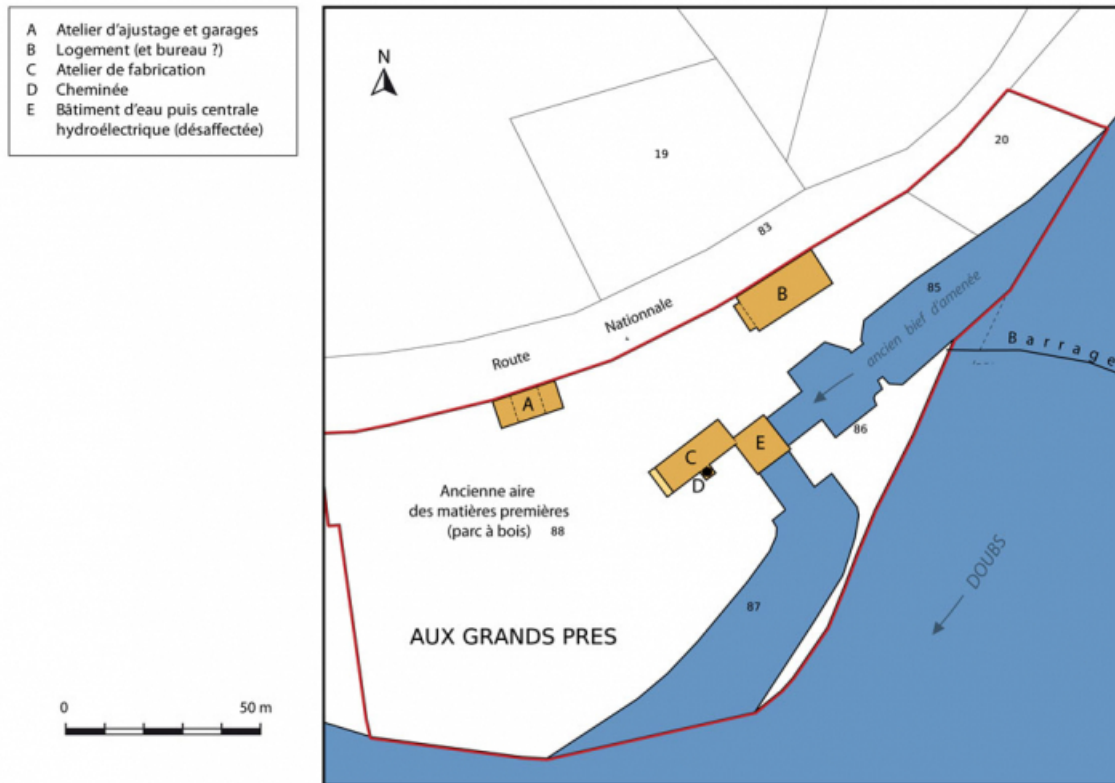 A Atelier d'ajustage et garages
B Logement (et bureau ?)
C Atelier de fabrication
D Cheminée
E Bâtiment d'eau puis centrale
hydroélectrique (désaffectée)
N
19
20
83
B
85
Nationnale
ancien bief d'amenée
Barrage
Route
A
86
E
C
D
Ancienne aire
des matières premières
(parc à bois) 88
DOUBS
87
AUX GRANDS PRES
0 50 m